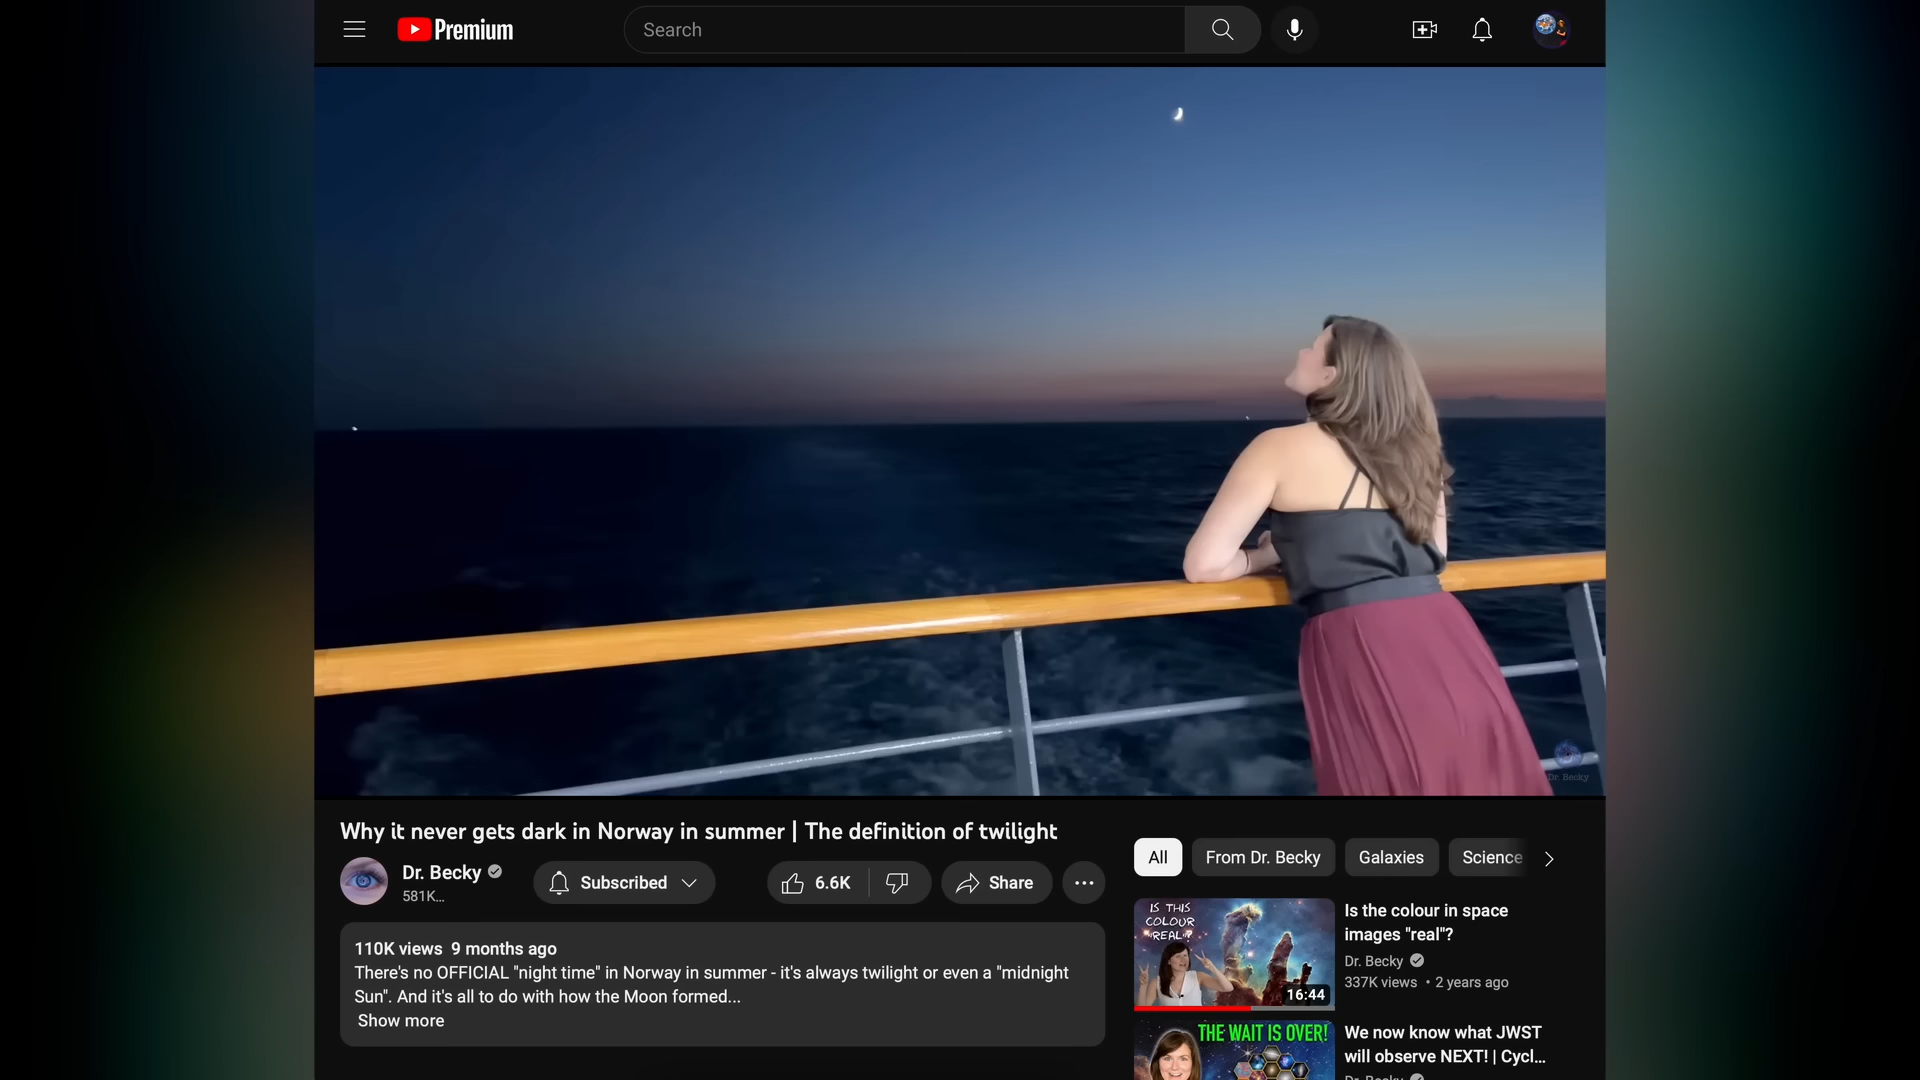 Premium
Search
Dr. Becky
Why it never gets dark in Norway in summer | The definition of twilight
Dr. Becky
581K...
Subscribed
6.6K
Share
110K views 9 months ago
There's no OFFICIAL "night time" in Norway in summer - it's always twilight or even a "midnight
Sun". And it's all to do with how the Moon formed...
Show more
All
From Dr. Becky
Galaxies
Science
IS THIS
COLOUR
"REAL"?
16:44
Is the colour in space
images "real"?
Dr. Becky
337K views • 2 years ago
THE WAIT IS OVER!
We now know what JWST
will observe NEXT! | Cycl...
Dr. Becky